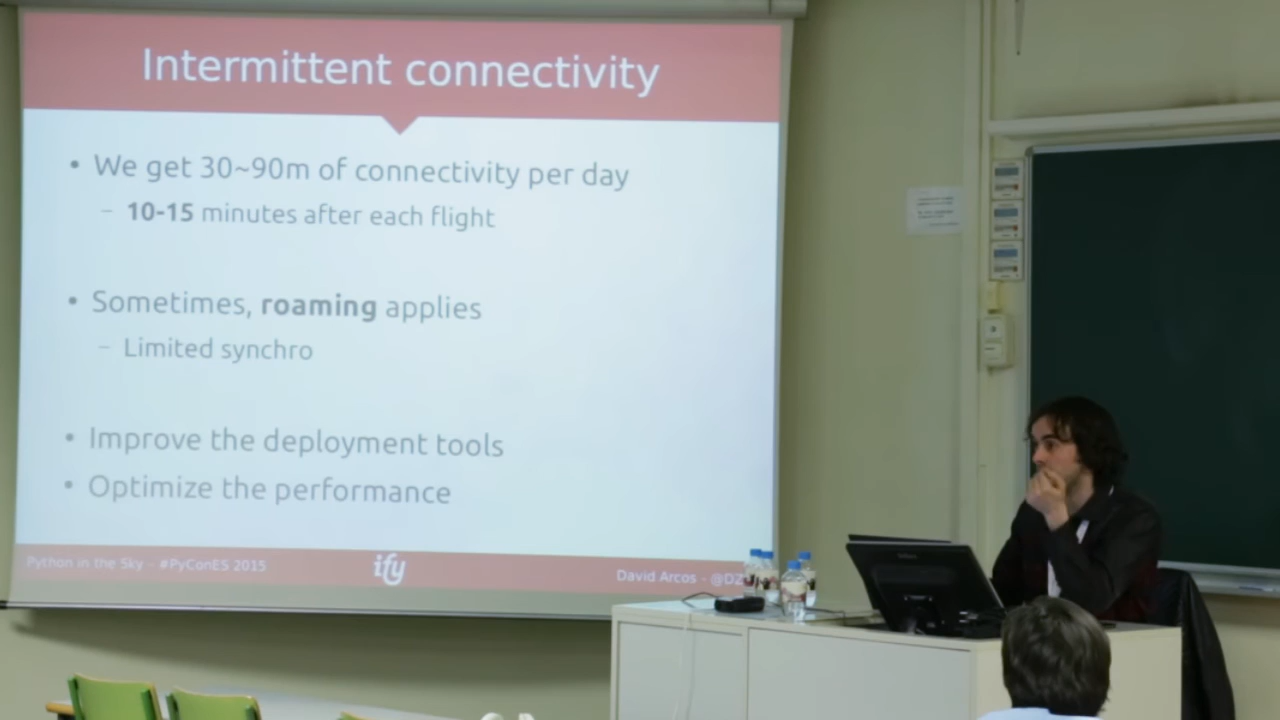 Intermittent connectivity
• We get 30~90m of connectivity per day
– 10-15 minutes after each flight
• Sometimes, roaming applies
– Limited synchro
• Improve the deployment tools
• Optimize the performance
Python in the Sky - #PyConES 2015
ify
David Arcos - @DZ